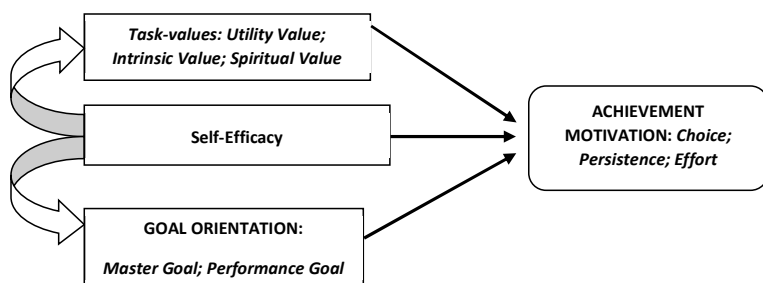 Task-values: Utility Value;
Intrinsic Value; Spiritual Value
Self-Efficacy
GOAL ORIENTATION:
Master Goal; Performance Goal
ACHIEVEMENT
MOTIVATION: Choice;
Persistence; Effort